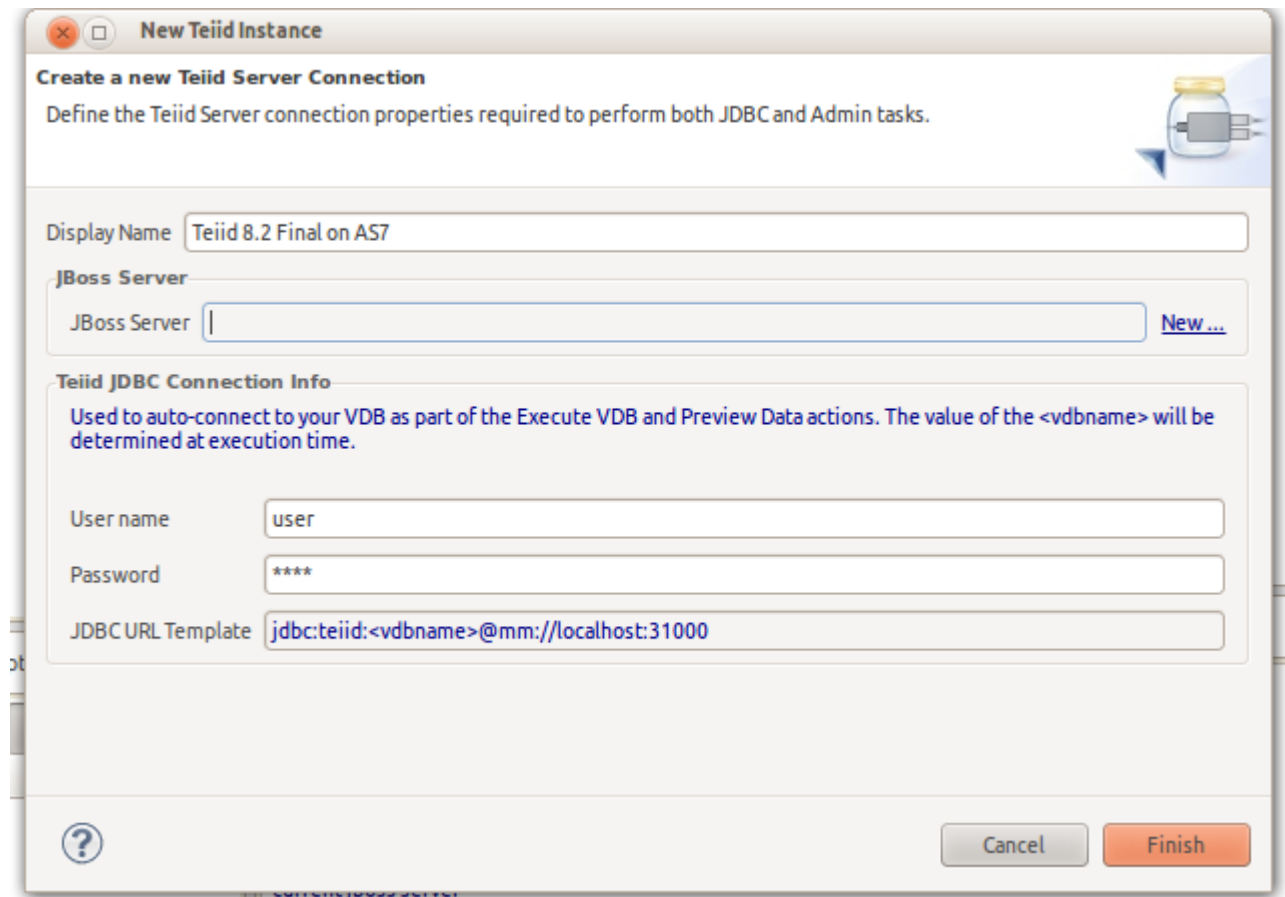 New Teiid Instance
Create a new Teiid Server Connection
Define the Teiid Server connection properties required to perform both JDBC and Admin tasks.
Display Name Teiid 8.2 Final on AS7
JBoss Server
JBoss Server New ...
Teiid JDBC Connection Info
Used to auto-connect to your VDB as part of the Execute VDB and Preview Data actions. The value of the <vdbname> will be
determined at execution time.
User name user
Password ****
JDBC URL Template jdbc:teiid:<vdbname>@mm://localhost:31000
?
Cancel Finish